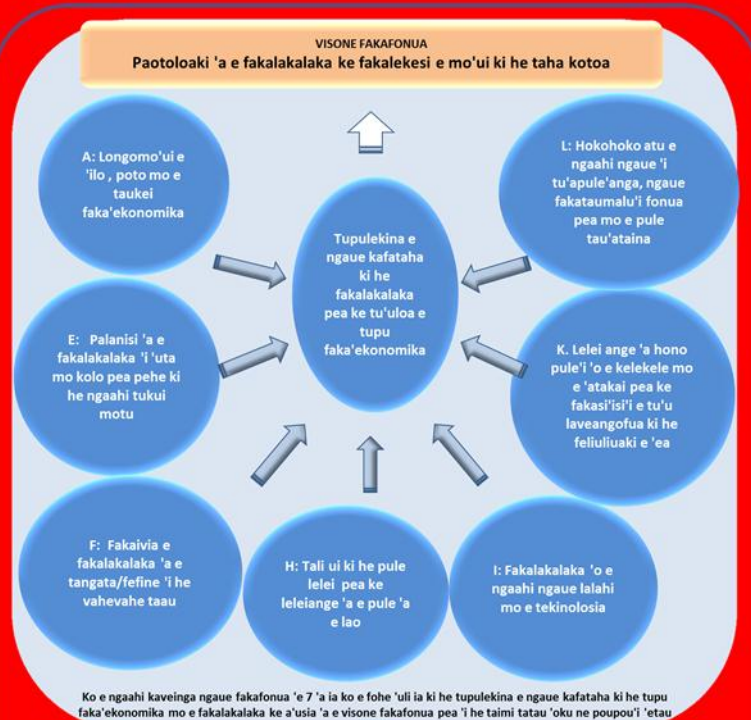 VISONE FAKAFONUA
Paotoloaki 'a e fakalakalaka ke fakalekesi e mo'ui ki he taha kotoa
A: Longomo'ui e
'ilo , poto mo e
taukei
faka'ekonomika
L: Hokohoko atu e
ngaahi ngaue 'i
tu'apule'anga, ngaue
fakataumalu'i fonua
pea mo e pule
tau'ataina
Tupulekina e
ngaue kafataha
ki he
fakalakalaka
pea ke tu'uloa e
tupu
faka'ekonomika
E: Palanisi 'a e
fakalakalaka 'i 'uta
mo kolo pea pehe ki
he ngaahi tukui
motu
K. Lelei ange 'a hono
pule'i 'o e kelekele mo
e 'atakai pea ke
fakasi'isi'i e tu'u
laveangofua ki he
feliuliuaki e 'ea
F: Fakaivia e
fakalakalaka 'a e
tangata/fefine 'i he
vahevahe taau
H: Tali ui ki he pule
lelei pea ke
leleiange 'a e pule 'a
e lao
I: Fakalakalaka 'o e
ngaahi ngaue lalahi
mo e tekinolosia
Ko e ngaahi kaveinga ngaue fakafonua 'e 7 'a ia ko e fohe 'uli ia ki he tupulekina e ngaue kafataha ki he tupu
faka'ekonomika mo e fakalakalaka ke a'usia 'a e visone fakafonua pea 'i he taimi tatau 'oku ne poupou'i 'etau